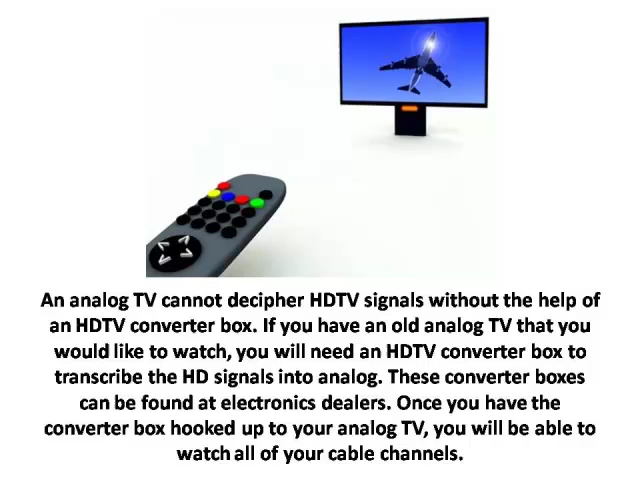 An analog TV cannot decipher HDTV signals without the help of
an HDTV converter box. If you have an old analog TV that you
would like to watch, you will need an HDTV converter box to
transcribe the HD signals into analog. These converter boxes
can be found at electronics dealers. Once you have the
converter box hooked up to your analog TV, you will be able to
watch all of your cable channels.